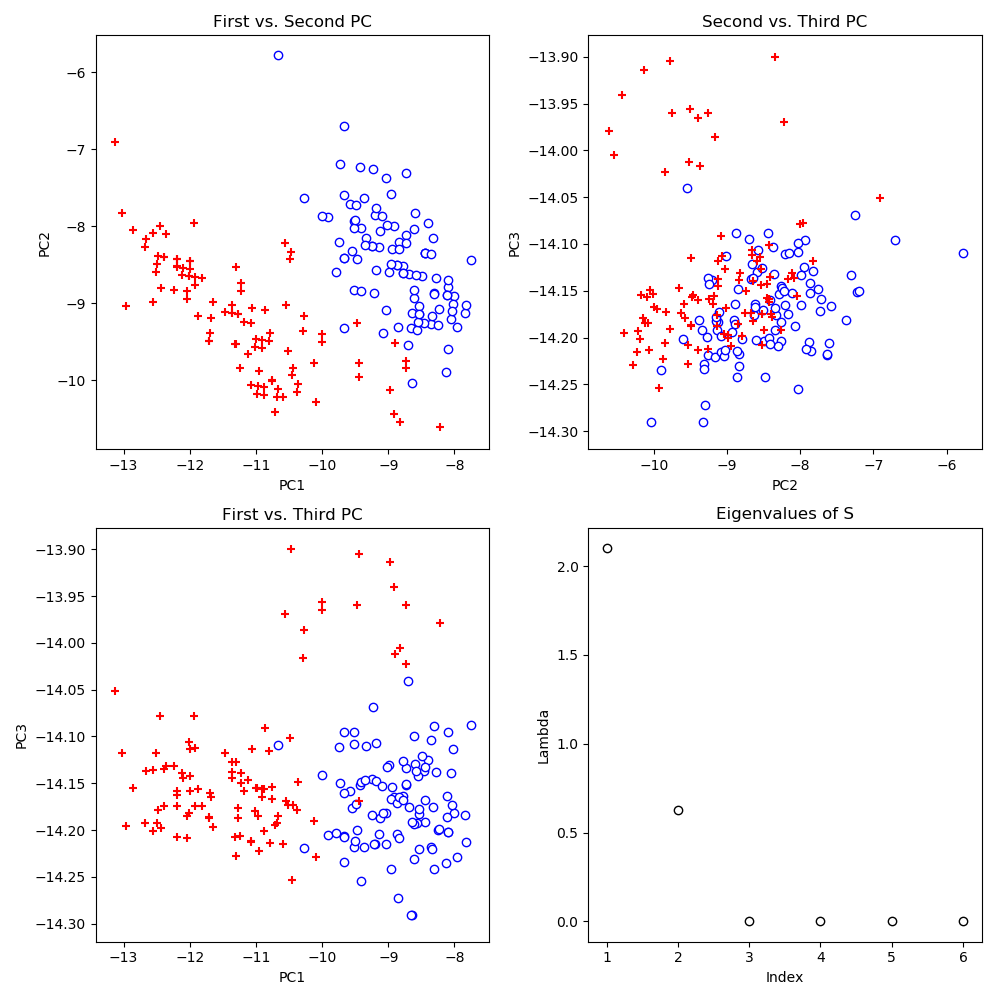 First vs. Second PC
−6
−7
−8
−9
−10
PC2
−13 −12 −11 −10 −9 −8
PC1
Second vs. Third PC
−13.90
−13.95
−14.00
−14.05
−14.10
−14.15
−14.20
−14.25
−14.30
PC3
−10 −9 −8 −7 −6
PC2
First vs. Third PC
−13.90
−13.95
−14.00
−14.05
−14.10
−14.15
−14.20
−14.25
−14.30
PC3
−13 −12 −11 −10 −9 −8
PC1
Eigenvalues of S
2.0
1.5
1.0
0.5
0.0
Lambda
1 2 3 4 5 6
Index